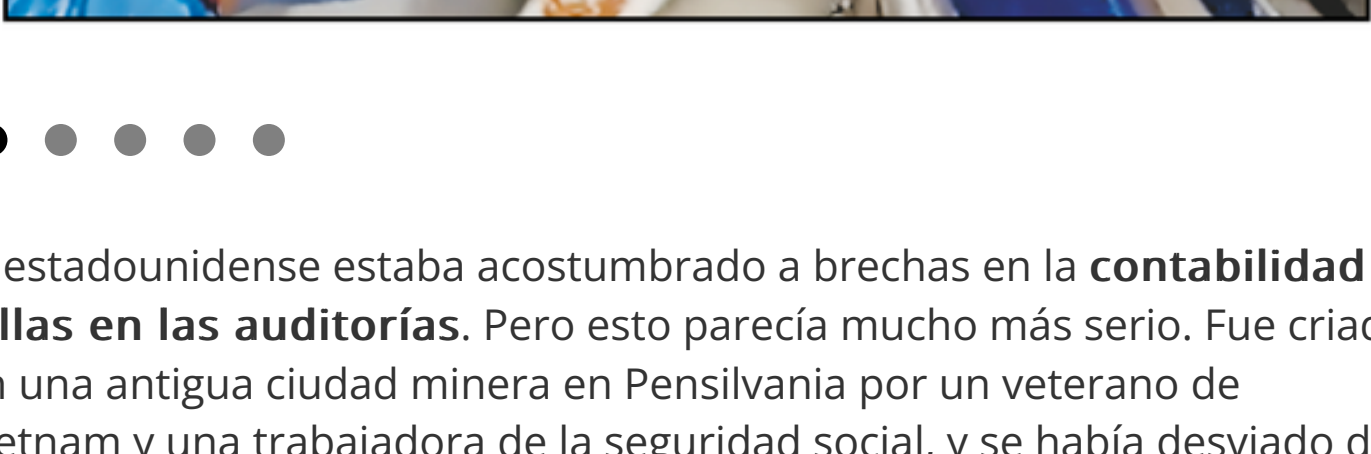 estadounidense estaba acostumbrado a brechas en la contabilidad
llas en las auditorías. Pero esto parecía mucho más serio. Fue
una antigua ciudad minera en Pensilvania por un veterano de
y una trabajadora de la seguridad social, y se había desviado